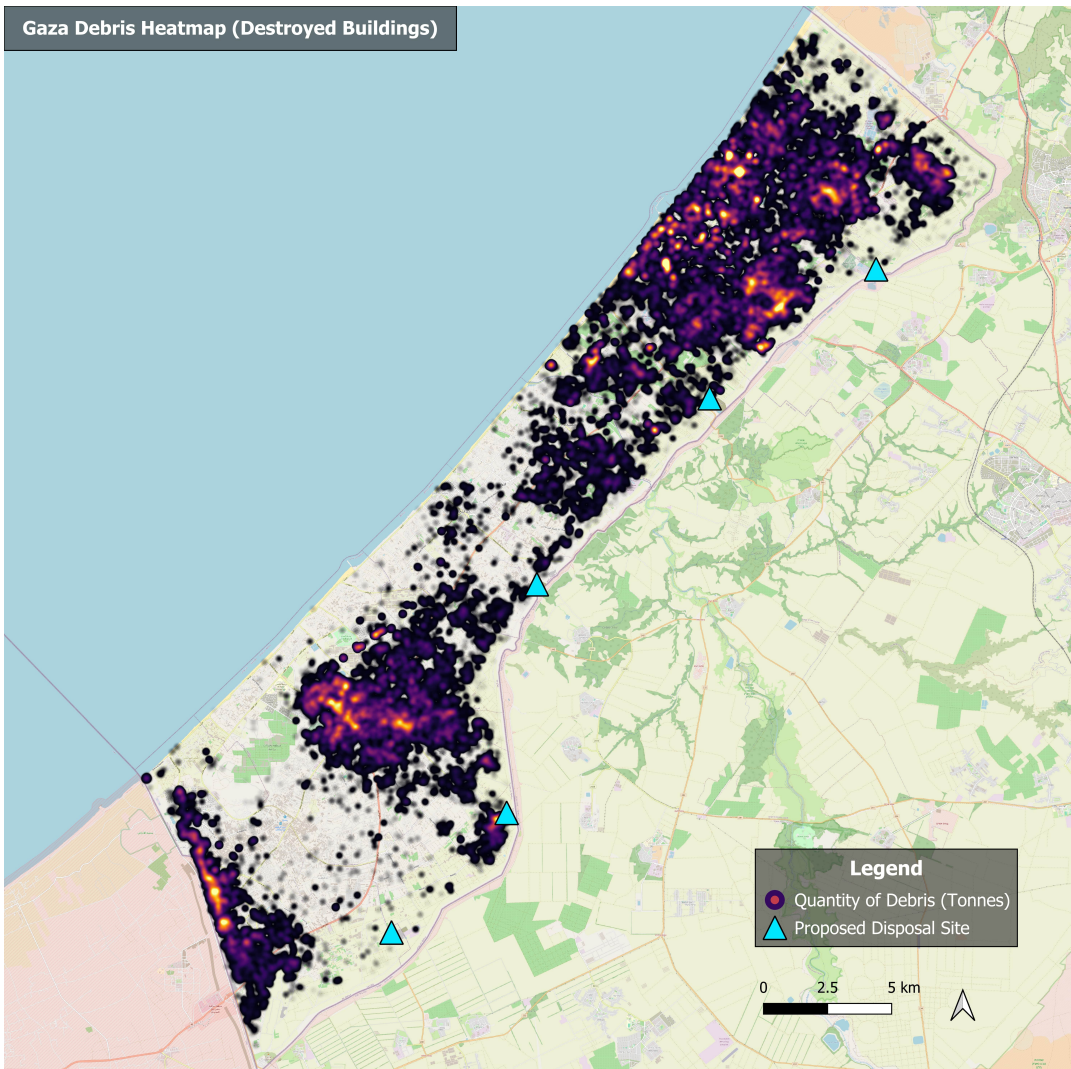 Gaza Debris Heatmap (Destroyed Buildings)
Legend
Quantity of Debris (Tonnes)
Proposed Disposal Site
0 2.5 5 km